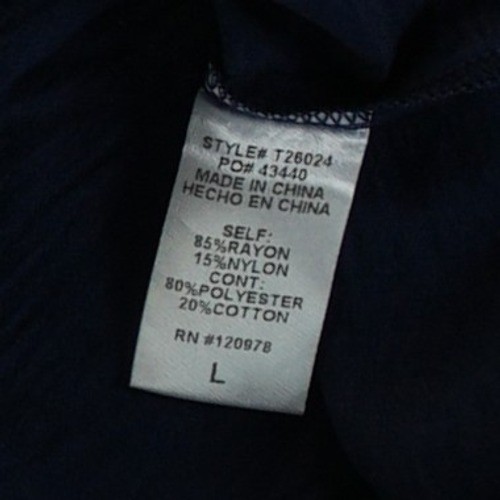 STYLE# T26024
PO# 43440
MADE IN CHINA
HECHO EN CHINA
SELF:
85%RAYON
15%NYLON
CONT:
80%POLYESTER
20%COTTON
RN #120978
L